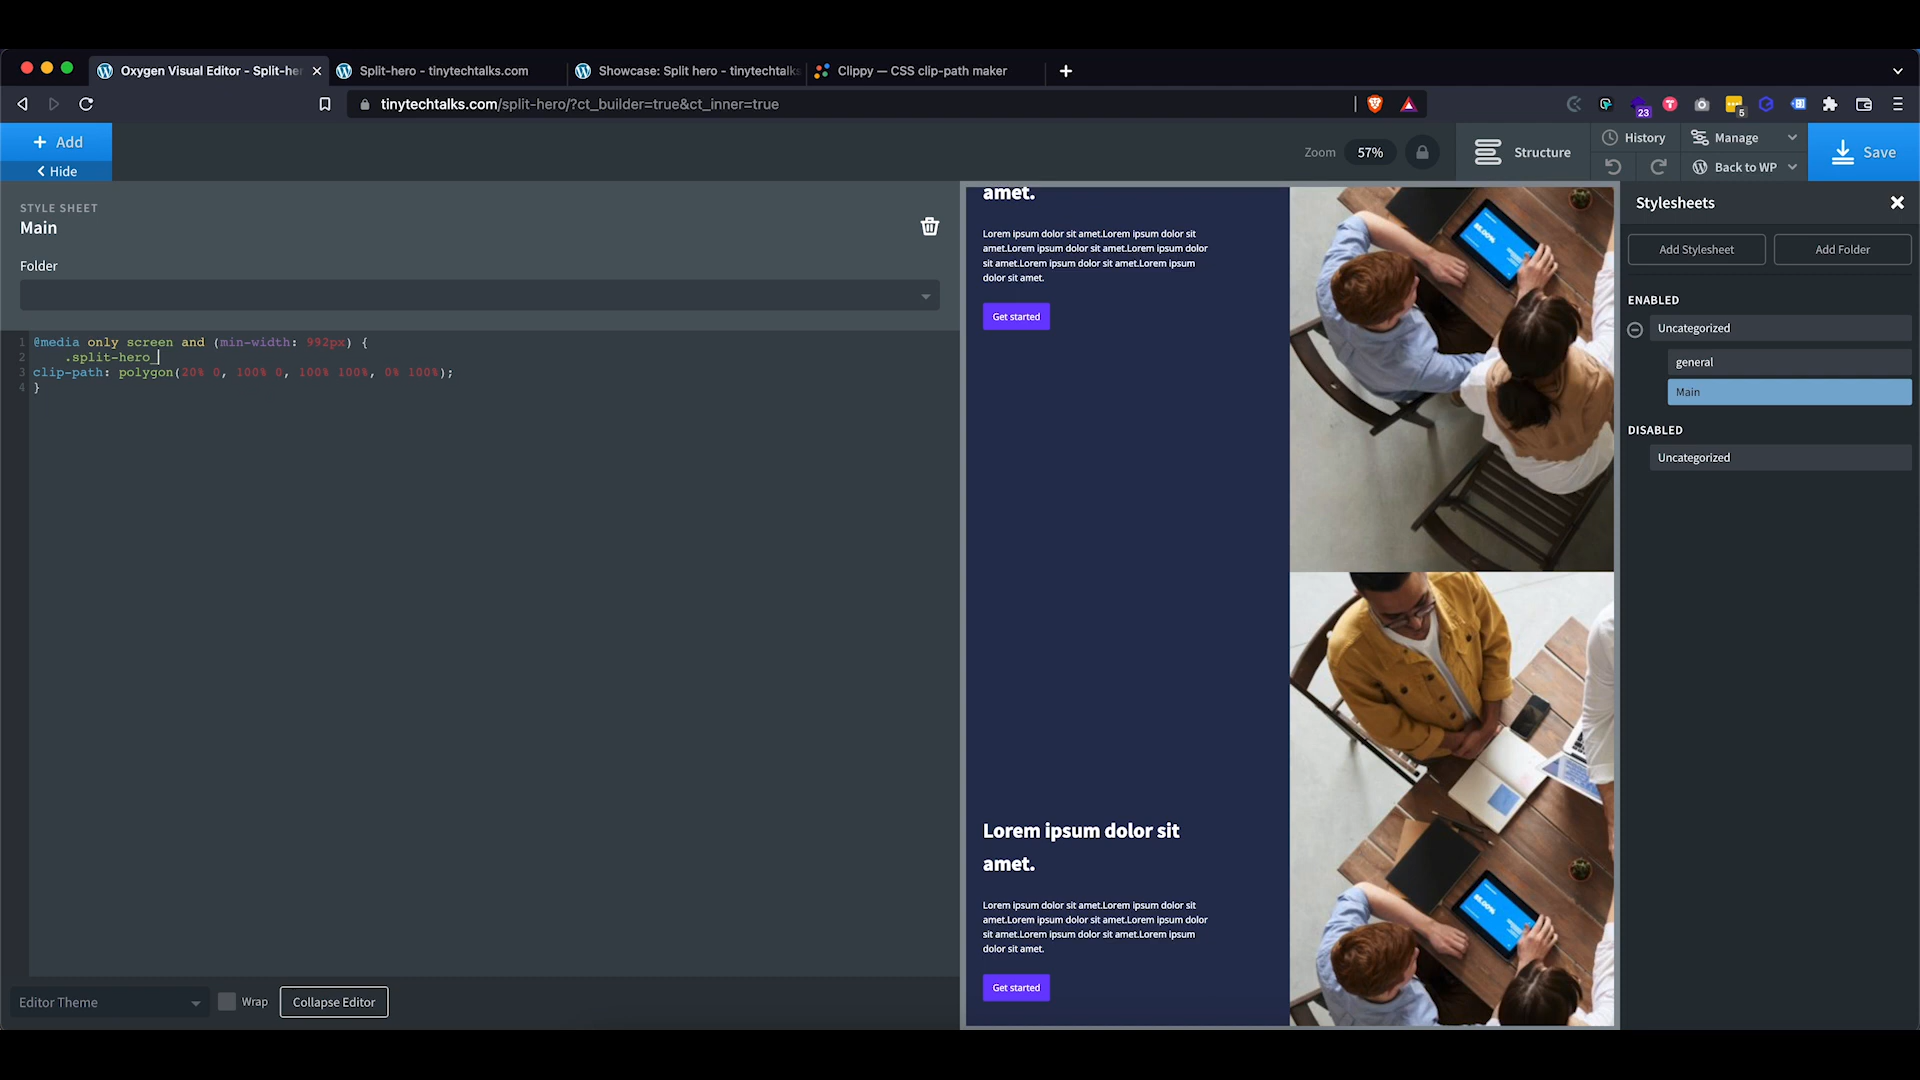 Oxygen Visual Editor - Split-he
Split-hero - tinytechtalks.com
Showcase: Split hero - tinytechtalks
Clippy — CSS clip-path maker
tinytechtalks.com/split-hero/?ct_builder=true&ct_inner=true
23
5
Add
Hide
Zoom
57%
Structure
History
Manage
Back to WP
Save
STYLE SHEET
Main
Folder
1 @media only screen and (min-width: 992px) {
2 .split-hero_
3 clip-path: polygon(20% 0, 100% 0, 100% 100%, 0% 100%);
4 }
Editor Theme
Wrap
Collapse Editor
amet.
Lorem ipsum dolor sit amet.Lorem ipsum dolor sit
amet.Lorem ipsum dolor sit amet.Lorem ipsum dolor
sit amet.Lorem ipsum dolor sit amet.Lorem ipsum
dolor sit amet.
Get started
Lorem ipsum dolor sit
amet.
Lorem ipsum dolor sit amet.Lorem ipsum dolor sit
amet.Lorem ipsum dolor sit amet.Lorem ipsum dolor
sit amet.Lorem ipsum dolor sit amet.Lorem ipsum
dolor sit amet.
Get started
Stylesheets
Add Stylesheet
Add Folder
ENABLED
Uncategorized
general
Main
DISABLED
Uncategorized